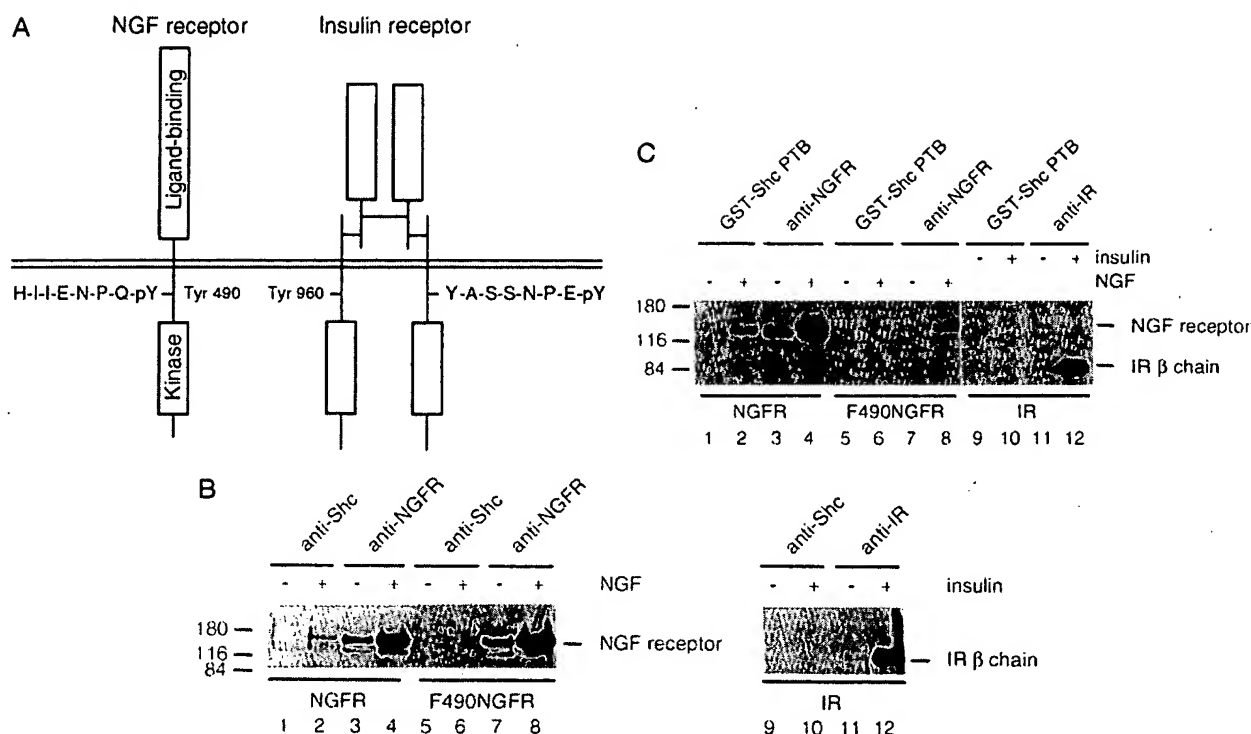 A
NGF receptor
Insulin receptor
Ligand-binding
H-I-I-E-N-P-Q-pY
Tyr 490
Tyr 960
Y-A-S-S-N-P-E-pY
Kinase
C
GST-Shc PTB
anti-NGFR
GST-Shc PTB
anti-NGFR
GST-Shc PTB
anti-IR
- + - + insulin
- + - + - + - + NGF
180
116
84
NGF receptor
IR β chain
NGFR F490NGFR IR
1 2 3 4 5 6 7 8 9 10 11 12
B
anti-Shc
anti-NGFR
anti-Shc
anti-NGFR
- + - + - + - + NGF
180
116
84
NGF receptor
NGFR F490NGFR
1 2 3 4 5 6 7 8
anti-Shc
anti-IR
- + - + insulin
IR β chain
IR
9 10 11 12